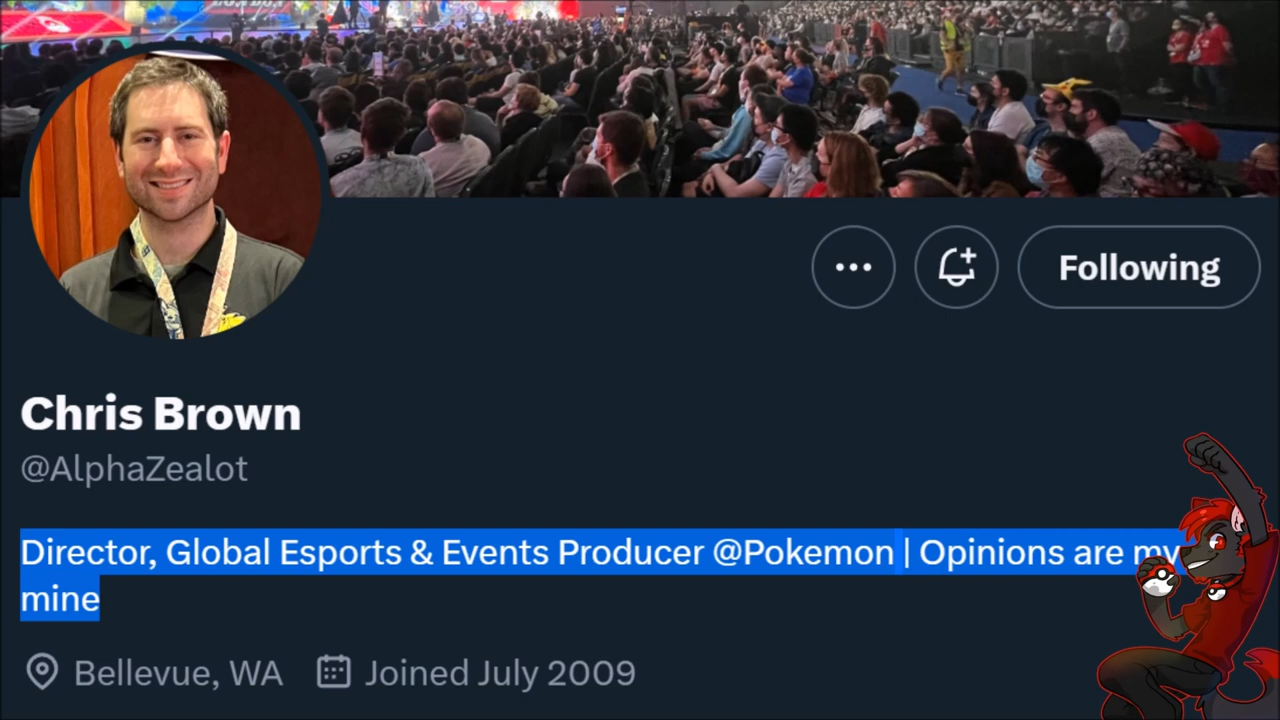 Following
Chris Brown
@AlphaZealot
Director, Global Esports & Events Producer @Pokemon | Opinions are my
mine
Bellevue, WA Joined July 2009